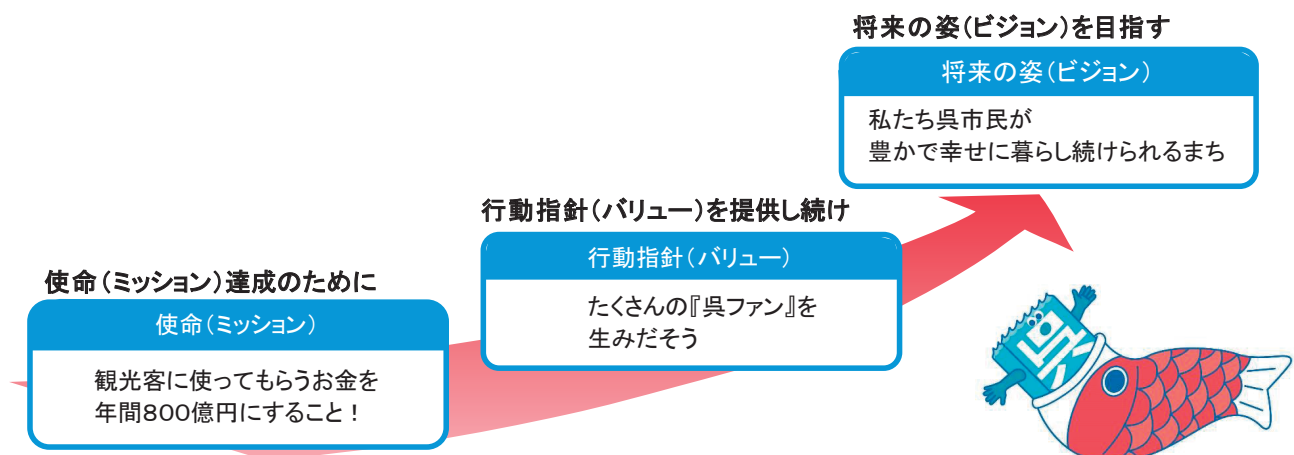 将来の姿(ビジョン)を目指す
将来の姿(ビジョン)
私たち呉市民が
豊かで幸せに暮らし続けられるまち
行動指針(バリュー)を提供し続け
行動指針(バリュー)
たくさんの『呉ファン』を
生みだそう
使命(ミッション)達成のために
使命(ミッション)
観光客に使ってもらうお金を
年間800億円にすること!
呉